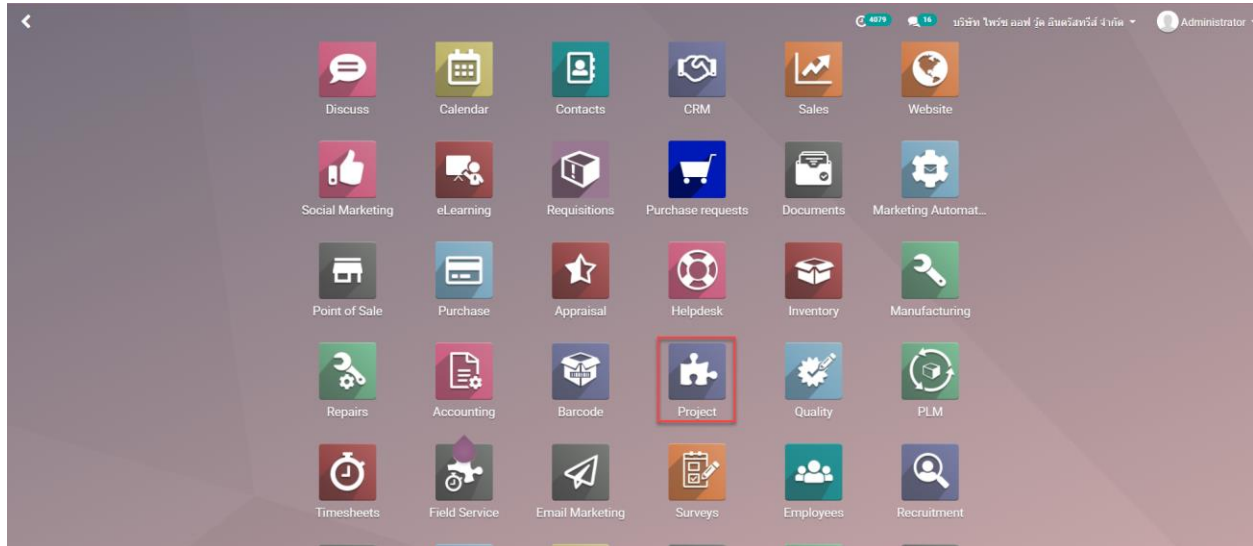 4079 16 บริษัท ไพร้ซ ออฟ วู้ด อินดรัสทรีส์ จำกัด Administrator
Discuss Calendar Contacts CRM Sales Website
Social Marketing eLearning Requisitions Purchase requests Documents Marketing Automat...
Point of Sale Purchase Appraisal Helpdesk Inventory Manufacturing
Repairs Accounting Barcode Project Quality PLM
Timesheets Field Service Email Marketing Surveys Employees Recruitment